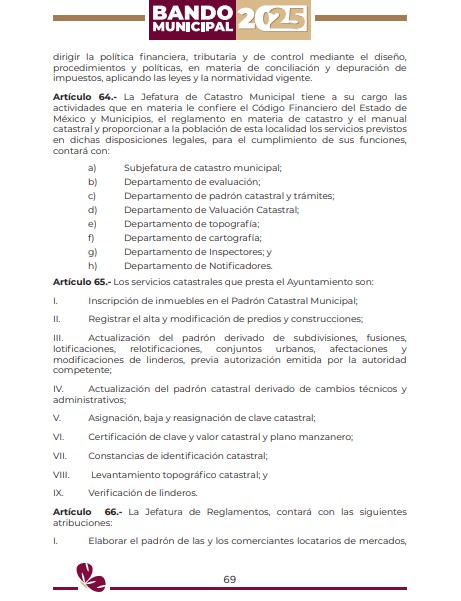 BANDO
MUNICIPAL
2025
dirigir la política financiera, tributaria y de control mediante el diseño,
procedimientos y políticas, en materia de conciliación y depuración de
impuestos, aplicando las leyes y la normatividad vigente.
Artículo 64.- La Jefatura de Catastro Municipal tiene a su cargo las
actividades que en materia le confiere el Código Financiero del Estado de
México y Municipios, el reglamento en materia de catastro y el manual
catastral y proporcionar a la población de esta localidad los servicios previstos
en dichas disposiciones legales, para el cumplimiento de sus funciones,
contará con:
a) Subjefatura de catastro municipal;
b) Departamento de evaluación;
c) Departamento de padrón catastral y trámites;
d) Departamento de Valuación Catastral;
e) Departamento de topografía;
f) Departamento de cartografía;
g) Departamento de Inspectores; y
h) Departamento de Notificadores.
Artículo 65.- Los servicios catastrales que presta el Ayuntamiento son:
I. Inscripción de inmuebles en el Padrón Catastral Municipal;
II. Registrar el alta y modificación de predios y construcciones;
III. Actualización del padrón derivado de subdivisiones, fusiones,
lotificaciones, relotificaciones, conjuntos urbanos, afectaciones y
modificaciones de linderos, previa autorización emitida por la autoridad
competente;
IV. Actualización del padrón catastral derivado de cambios técnicos y
administrativos;
V. Asignación, baja y reasignación de clave catastral;
VI. Certificación de clave y valor catastral y plano manzanero;
VII. Constancias de identificación catastral;
VIII. Levantamiento topográfico catastral; y
IX. Verificación de linderos.
Artículo 66.- La Jefatura de Reglamentos, contará con las siguientes
atribuciones:
I. Elaborar el padrón de las y los comerciantes locatarios de mercados,
69